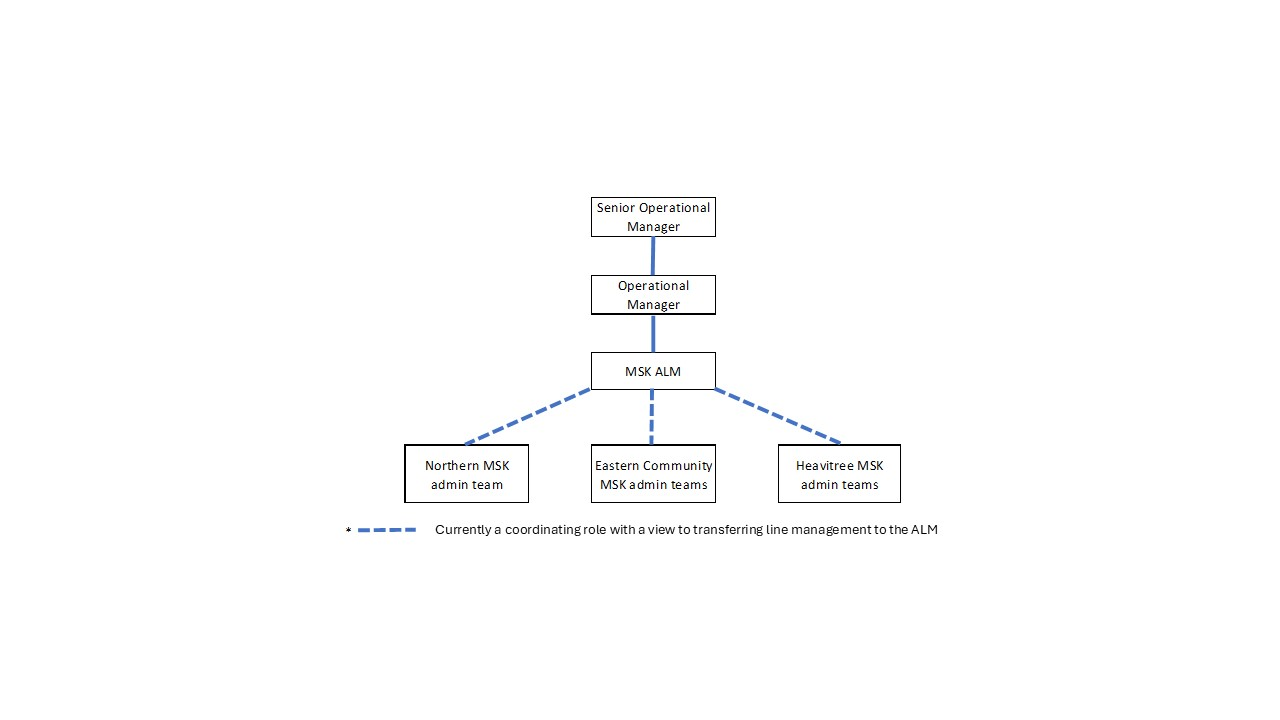 Senior Operational
Manager
Operational
Manager
MSK ALM
Northern MSK
admin team
Eastern Community
MSK admin teams
Heavitree MSK
admin teams
* Currently a coordinating role with a view to transferring line management to the ALM